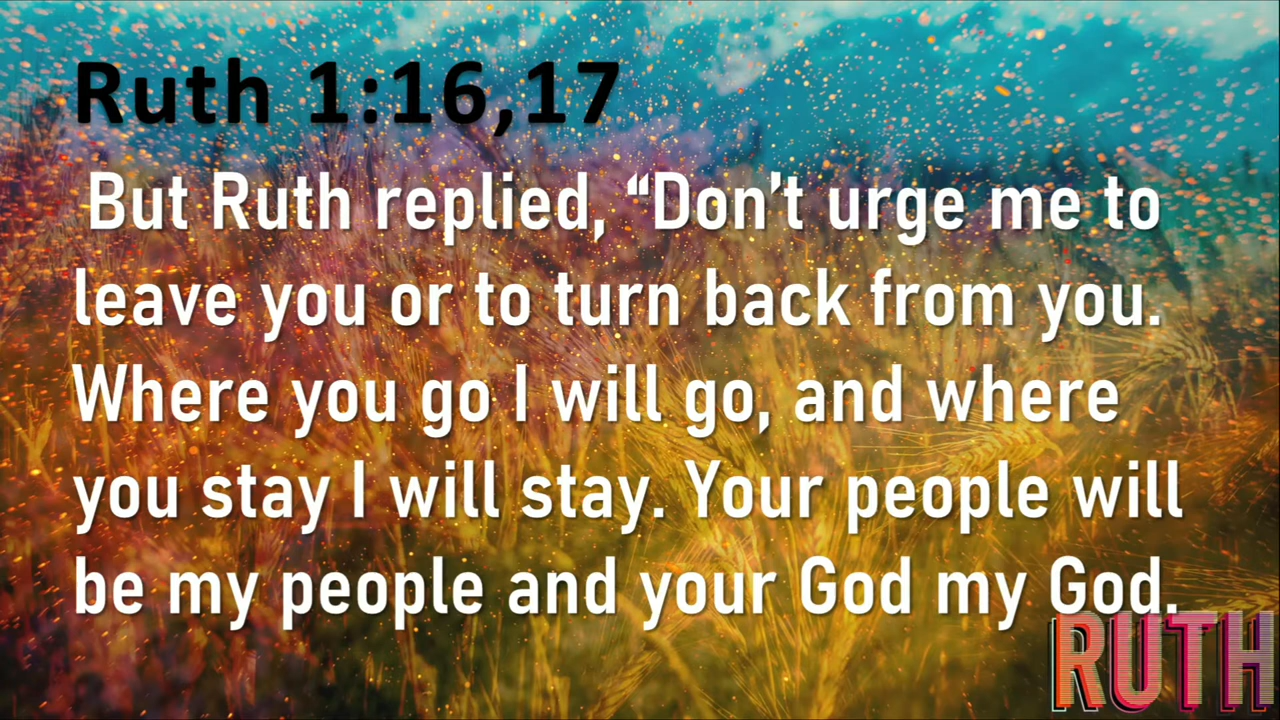 Ruth 1:16,17
But Ruth replied, “Don’t urge me to
leave you or to turn back from you.
Where you go I will go, and where
you stay I will stay. Your people will
be my people and your God my God.
RUTH